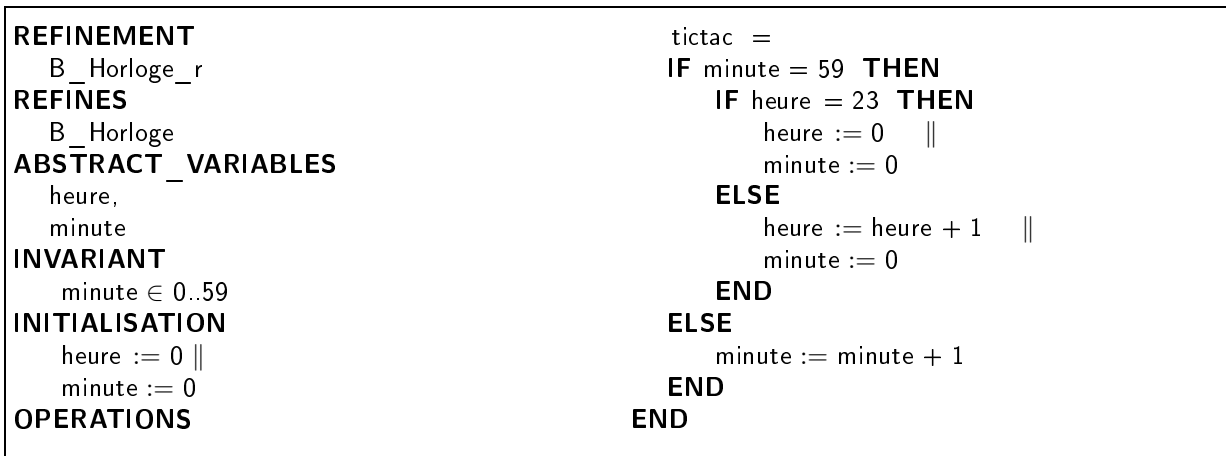 REFINEMENT
B_Horloge_r
REFINES
B_Horloge
ABSTRACT_VARIABLES
heure,
minute
INVARIANT
minute ∈ 0..59
INITIALISATION
heure := 0 ||
minute := 0
OPERATIONS
tictac =
IF minute = 59 THEN
IF heure = 23 THEN
heure := 0 ||
minute := 0
ELSE
heure := heure + 1 ||
minute := 0
END
ELSE
minute := minute + 1
END
END